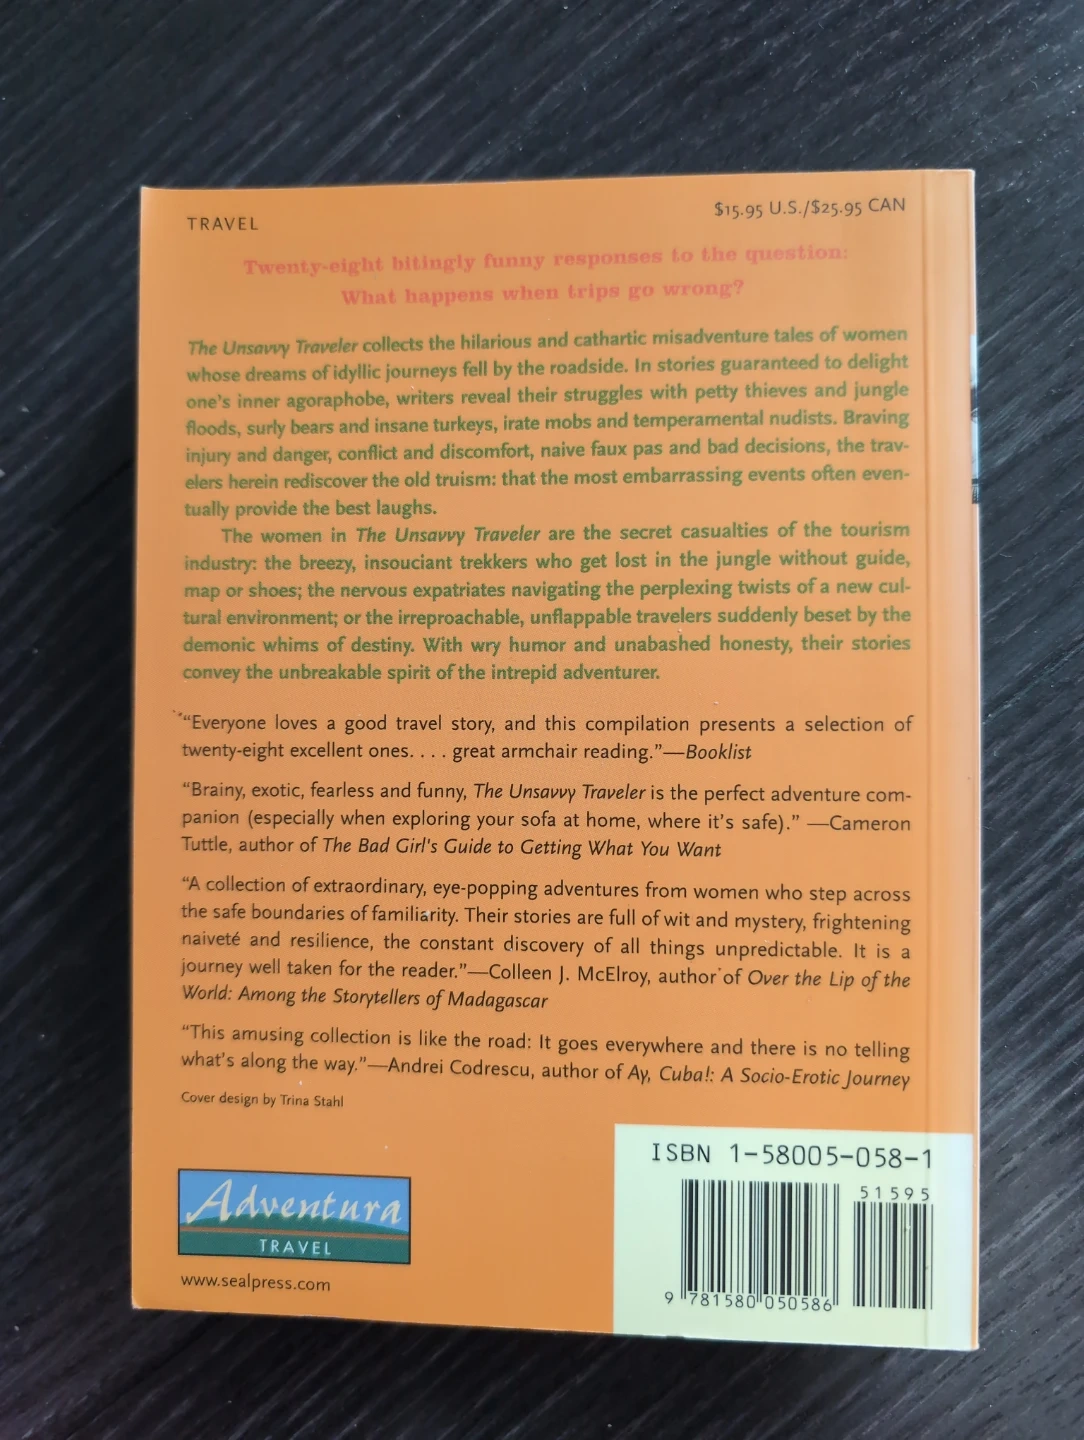 TRAVEL
$15.95 U.S./$25.95 CAN
Twenty-eight bitingly funny responses to the question:
What happens when trips go wrong?
The Unsavvy Traveler collects the hilarious and cathartic misadventure tales of women
whose dreams of idyllic journeys fell by the roadside. In stories guaranteed to delight
one's inner agoraphobe, writers reveal their struggles with petty thieves and jungle
floods, surly bears and insane turkeys, irate mobs and temperamental nudists. Braving
injury and danger, conflict and discomfort, naive faux pas and bad decisions, the trav-
elers herein rediscover the old truism: that the most embarrassing events often even-
tually provide the best laughs.
The women in The Unsavvy Traveler are the secret casualties of the tourism
industry: the breezy, insouciant trekkers who get lost in the jungle without guide,
map or shoes; the nervous expatriates navigating the perplexing twists of a new cul-
tural environment; or the irreproachable, unflappable travelers suddenly beset by the
demonic whims of destiny. With wry humor and unabashed honesty, their stories
convey the unbreakable spirit of the intrepid adventurer.
“Everyone loves a good travel story, and this compilation presents a selection of
twenty-eight excellent ones. . . . great armchair reading.”—Booklist
“Brainy, exotic, fearless and funny, The Unsavvy Traveler is the perfect adventure com-
panion (especially when exploring your sofa at home, where it's safe).” —Cameron
Tuttle, author of The Bad Girl's Guide to Getting What You Want
“A collection of extraordinary, eye-popping adventures from women who step across
the safe boundaries of familiarity. Their stories are full of wit and mystery, frightening
naiveté and resilience, the constant discovery of all things unpredictable. It is a
journey well taken for the reader.”—Colleen J. McElroy, author of Over the Lip of the
World: Among the Storytellers of Madagascar
“This amusing collection is like the road: It goes everywhere and there is no telling
what's along the way.”—Andrei Codrescu, author of Ay, Cuba!: A Socio-Erotic Journey
Cover design by Trina Stahl
Adventura
TRAVEL
www.sealpress.com
ISBN 1-58005-058-1
51595
9 781580 050586